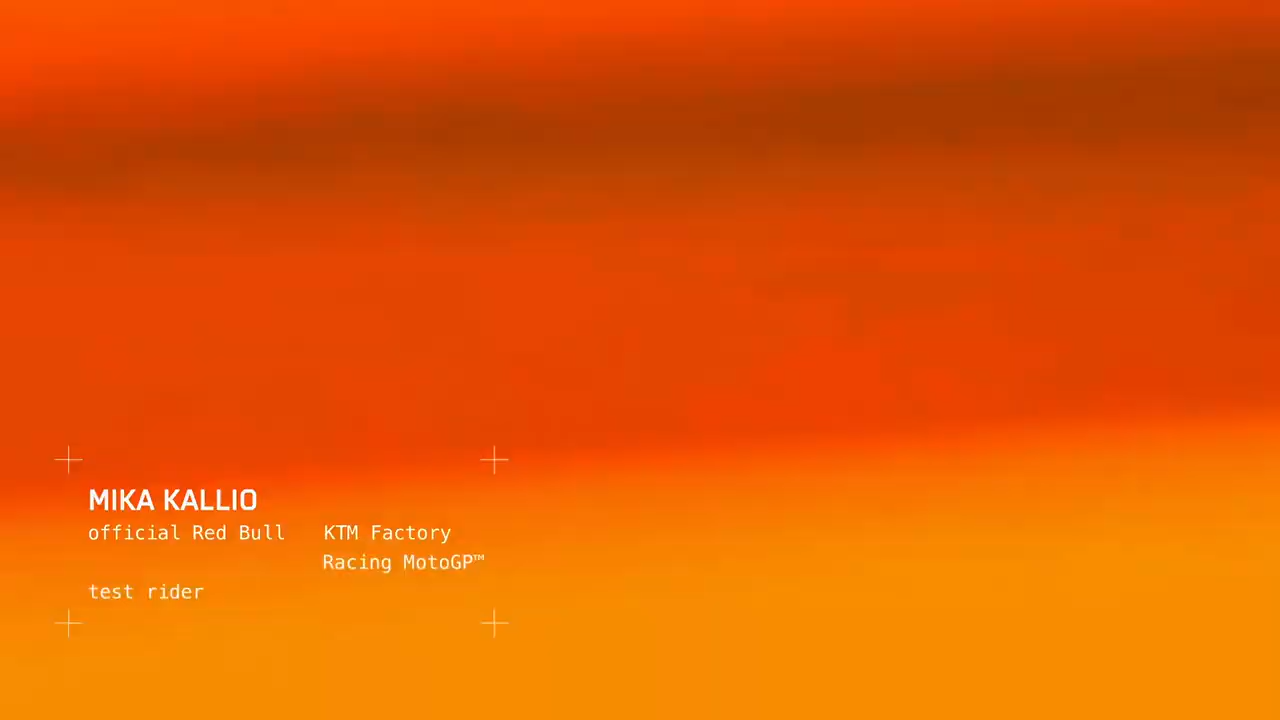 MIKA KALLIO
official Red Bull KTM Factory
Racing MotoGP™
test rider